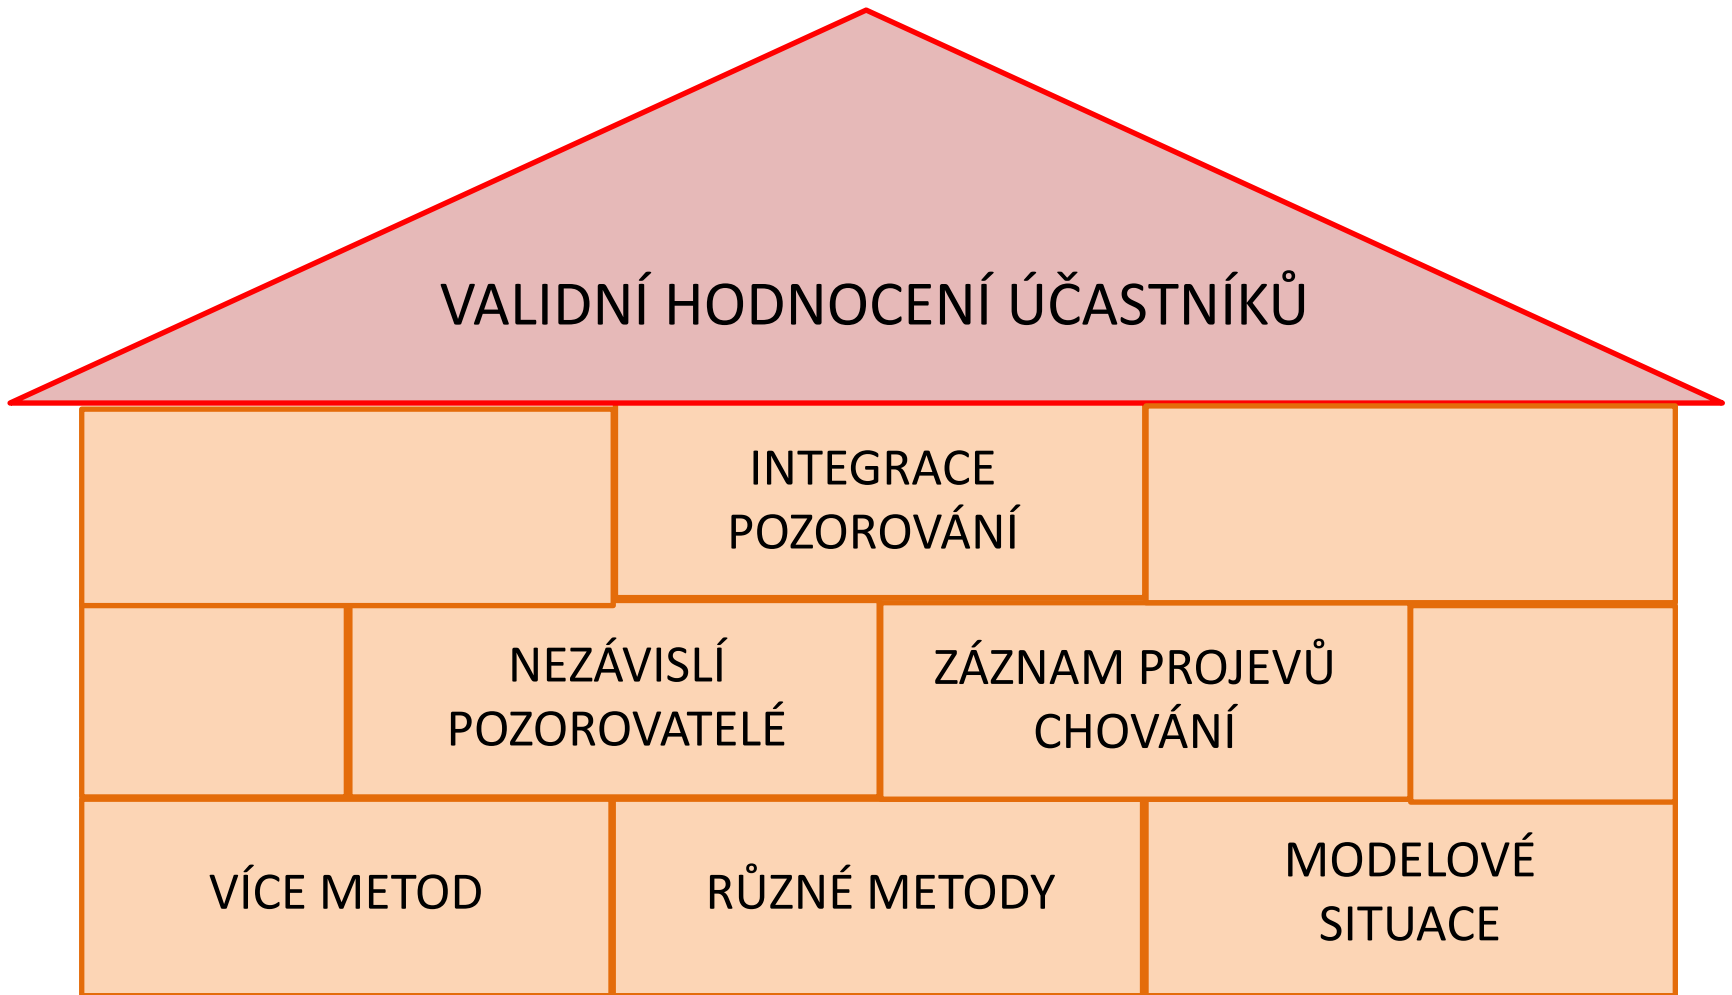 VALIDNÍ HODNOCENÍ ÚČASTNÍKŮ
INTEGRACE
POZOROVÁNÍ
NEZÁVISLÍ
POZOROVATELÉ
ZÁZNAM PROJEVŮ
CHOVÁNÍ
VÍCE METOD
RŮZNÉ METODY
MODELOVÉ
SITUACE